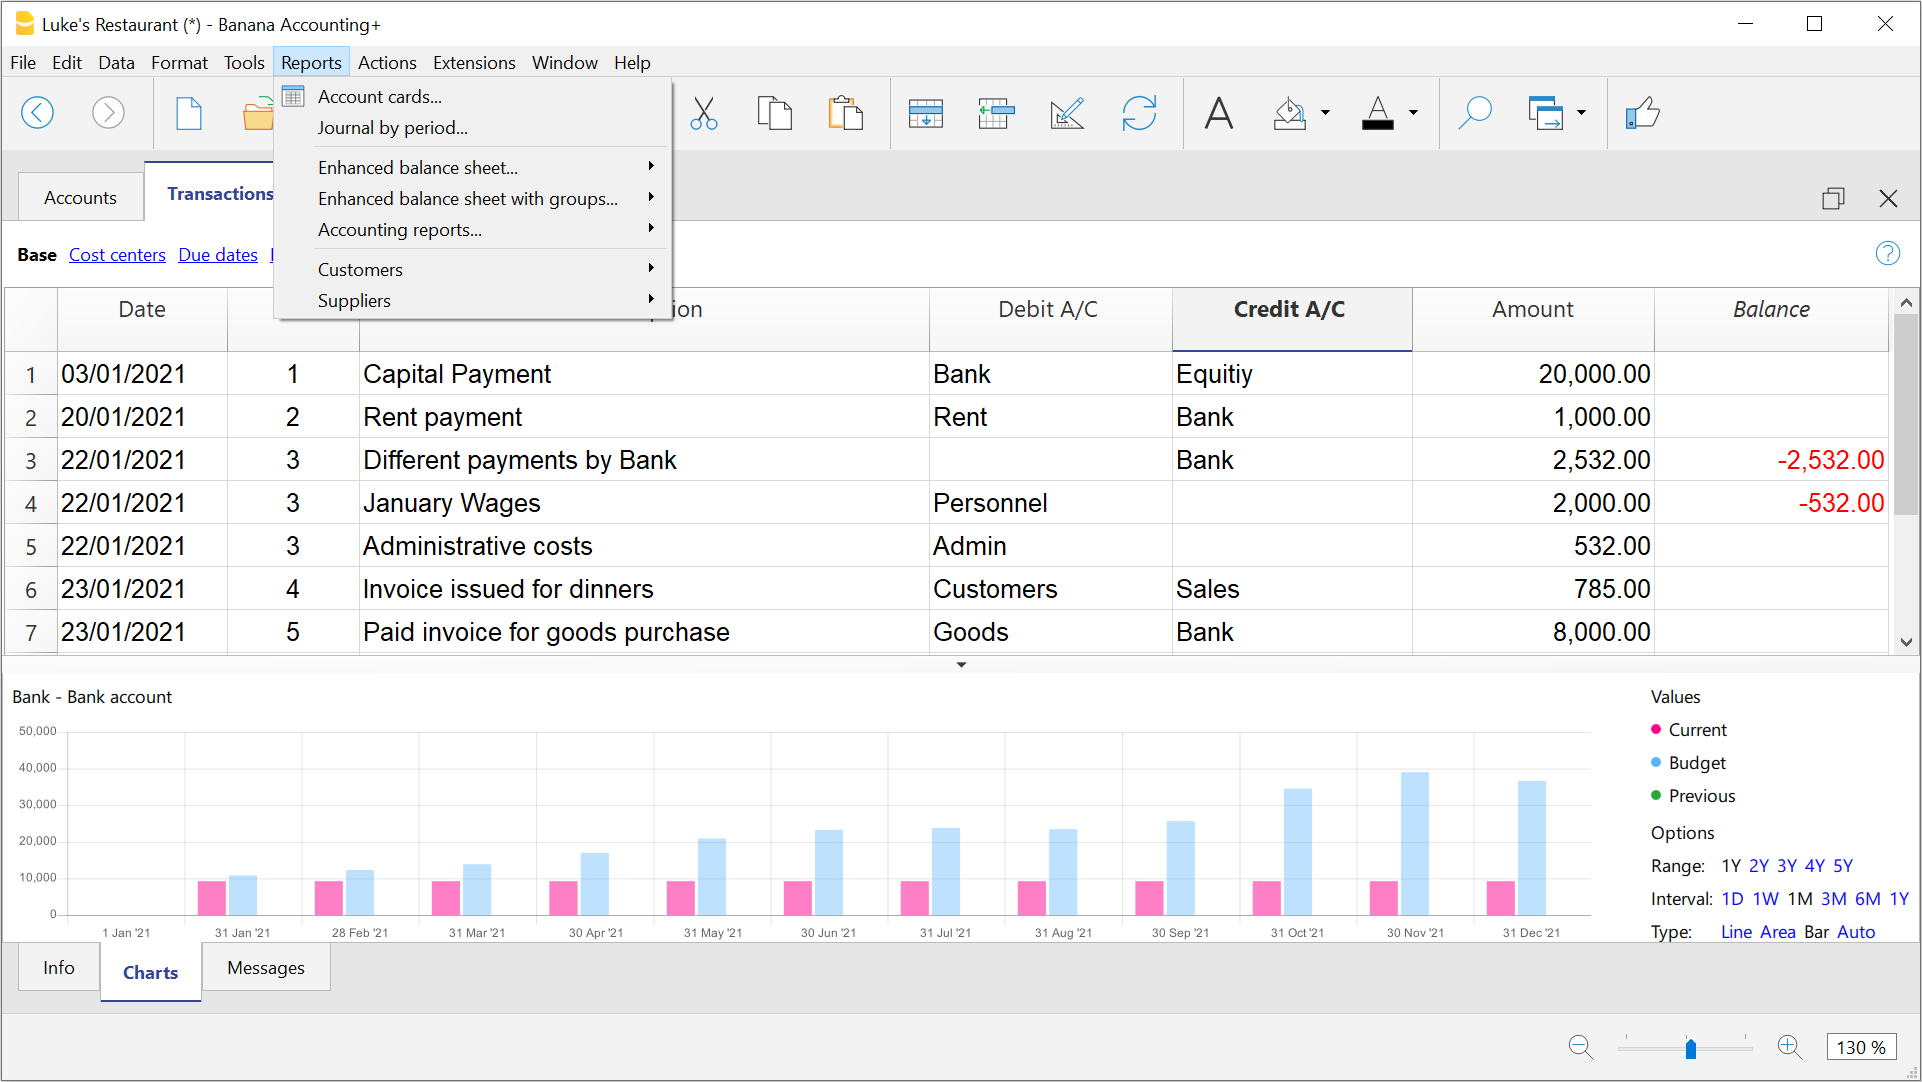 Luke's Restaurant (*) - Banana Accounting+
File Edit Data Format Tools Reports Actions Extensions Window Help
Account cards...
Journal by period...
Enhanced balance sheet...
Enhanced balance sheet with groups...
Accounting reports...
Customers
Suppliers
A A
Accounts Transactions
Base Cost centers Due dates
?
Date Debit A/C Credit A/C Amount Balance
1 03/01/2021 1 Capital Payment Bank Equitiy 20,000.00
2 20/01/2021 2 Rent payment Rent Bank 1,000.00
3 22/01/2021 3 Different payments by Bank Bank 2,532.00 -2,532.00
4 22/01/2021 3 January Wages Personnel 2,000.00 -532.00
5 22/01/2021 3 Administrative costs Admin 532.00
6 23/01/2021 4 Invoice issued for dinners Customers Sales 785.00
7 23/01/2021 5 Paid invoice for goods purchase Goods Bank 8,000.00
Bank - Bank account
50,000
40,000
30,000
20,000
10,000
0
1 Jan '21 31 Jan '21 28 Feb '21 31 Mar '21 30 Apr '21 31 May '21 30 Jun '21 31 Jul '21 31 Aug '21 30 Sep '21 31 Oct '21 30 Nov '21 31 Dec '21
Values
Current
Budget
Previous
Options
Range: 1Y 2Y 3Y 4Y 5Y
Interval: 1D 1W 1M 3M 6M 1Y
Type: Line Area Bar Auto
Info Charts Messages
130 %